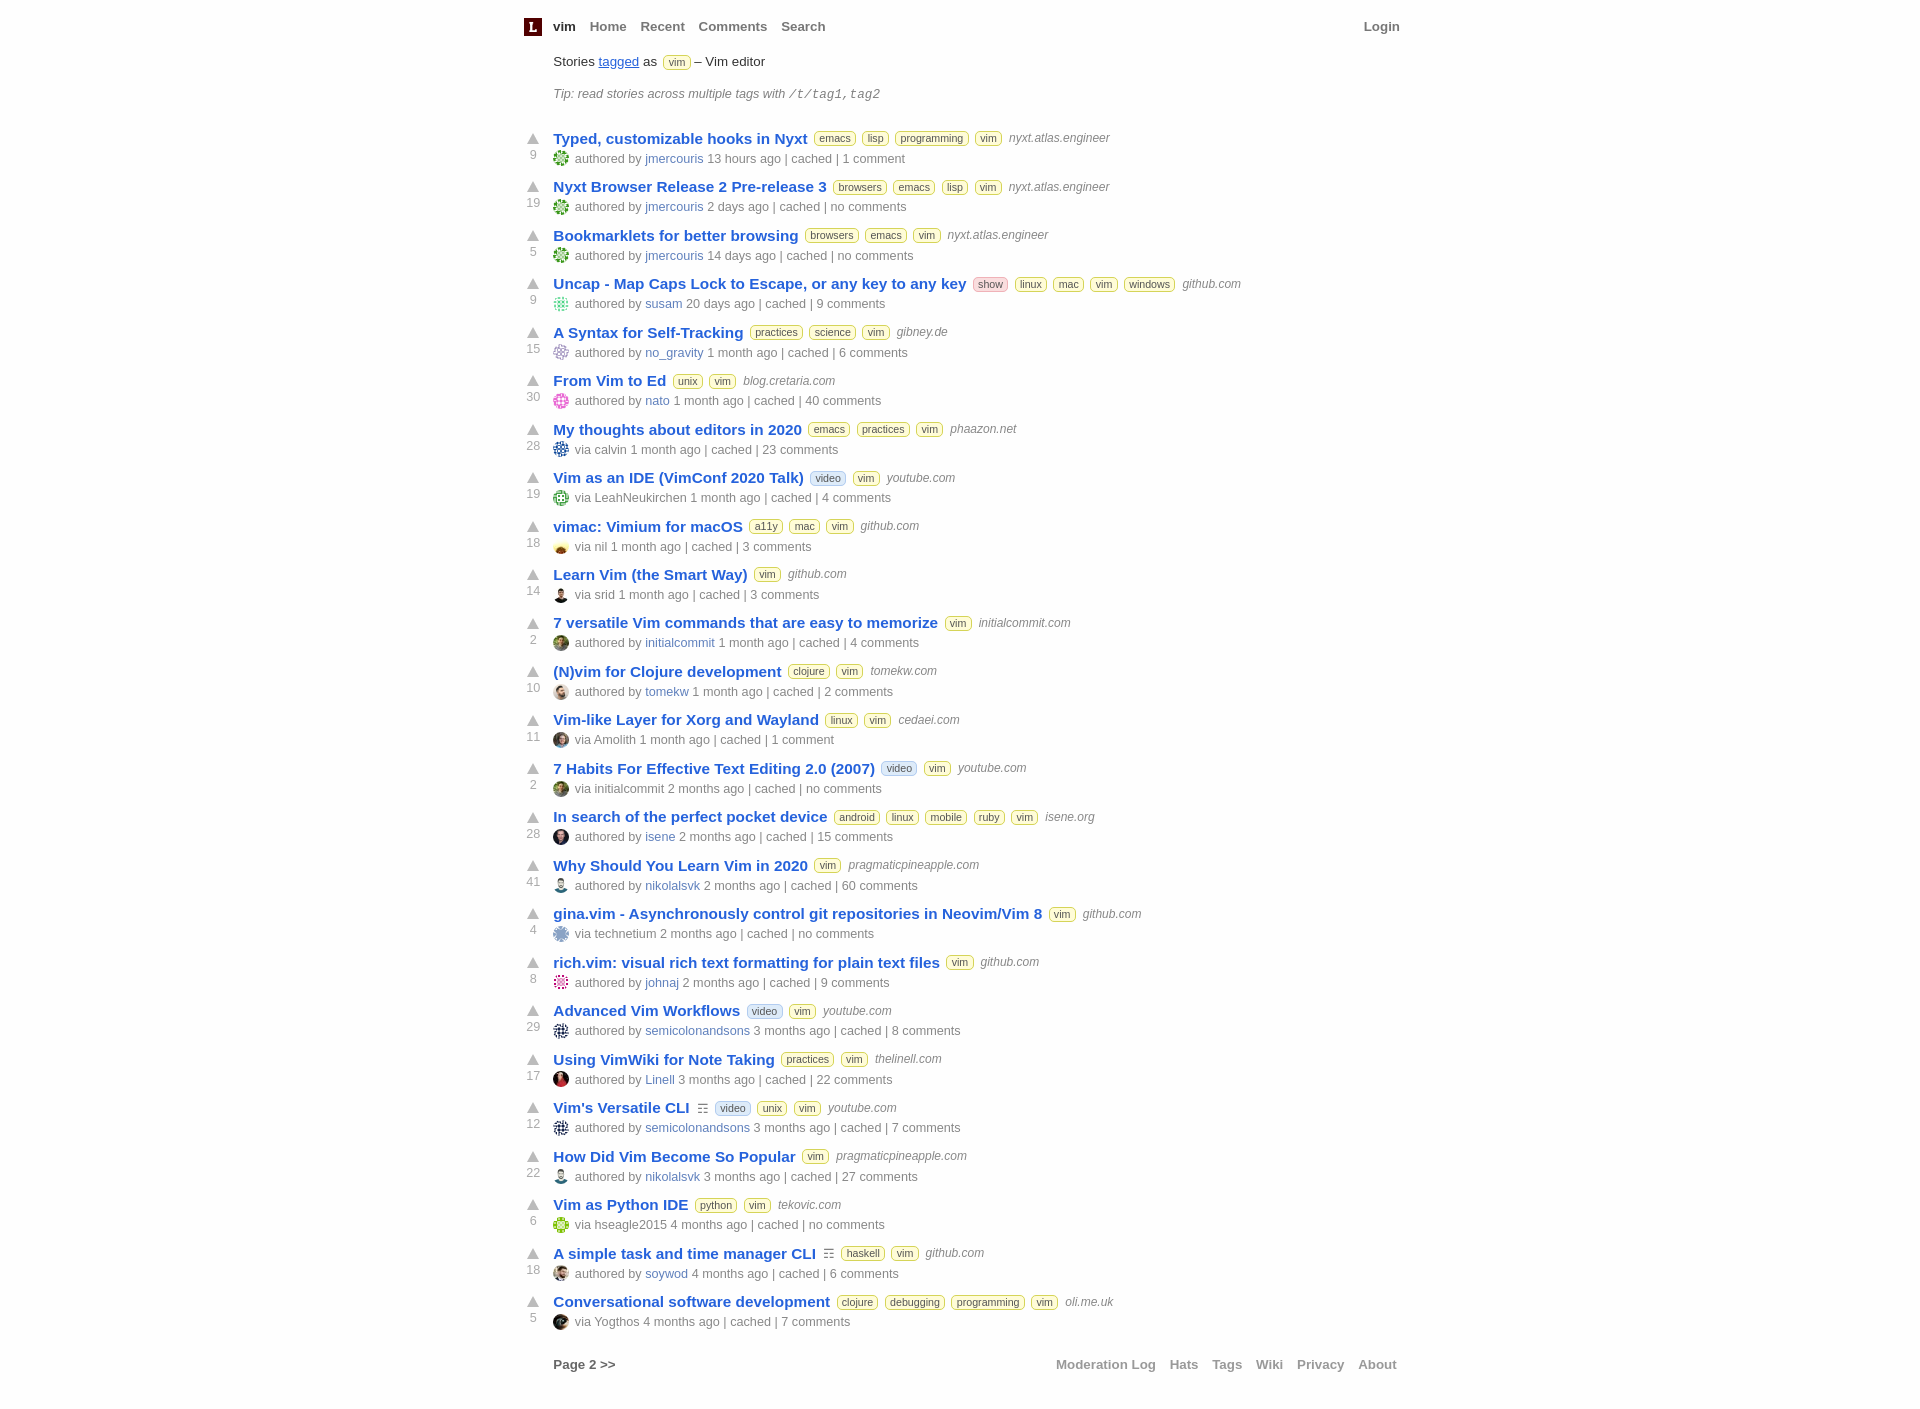 L vim Home Recent Comments Search Login
Stories tagged as vim – Vim editor
Tip: read stories across multiple tags with /t/tag1,tag2
Typed, customizable hooks in Nyxt emacs lisp programming vim nyxt.atlas.engineer
9 authored by jmercouris 13 hours ago | cached | 1 comment
Nyxt Browser Release 2 Pre-release 3 browsers emacs lisp vim nyxt.atlas.engineer
19 authored by jmercouris 2 days ago | cached | no comments
Bookmarklets for better browsing browsers emacs vim nyxt.atlas.engineer
5 authored by jmercouris 14 days ago | cached | no comments
Uncap - Map Caps Lock to Escape, or any key to any key show linux mac vim windows github.com
9 authored by susam 20 days ago | cached | 9 comments
A Syntax for Self-Tracking practices science vim gibney.de
15 authored by no_gravity 1 month ago | cached | 6 comments
From Vim to Ed unix vim blog.cretaria.com
30 authored by nato 1 month ago | cached | 40 comments
My thoughts about editors in 2020 emacs practices vim phaazon.net
28 via calvin 1 month ago | cached | 23 comments
Vim as an IDE (VimConf 2020 Talk) video vim youtube.com
19 via LeahNeukirchen 1 month ago | cached | 4 comments
vimac: Vimium for macOS a11y mac vim github.com
18 via nil 1 month ago | cached | 3 comments
Learn Vim (the Smart Way) vim github.com
14 via srid 1 month ago | cached | 3 comments
7 versatile Vim commands that are easy to memorize vim initialcommit.com
2 authored by initialcommit 1 month ago | cached | 4 comments
(N)vim for Clojure development clojure vim tomekw.com
10 authored by tomekw 1 month ago | cached | 2 comments
Vim-like Layer for Xorg and Wayland linux vim cedaei.com
11 via Amolith 1 month ago | cached | 1 comment
7 Habits For Effective Text Editing 2.0 (2007) video vim youtube.com
2 via initialcommit 2 months ago | cached | no comments
In search of the perfect pocket device android linux mobile ruby vim isene.org
28 authored by isene 2 months ago | cached | 15 comments
Why Should You Learn Vim in 2020 vim pragmaticpineapple.com
41 authored by nikolalsvk 2 months ago | cached | 60 comments
gina.vim - Asynchronously control git repositories in Neovim/Vim 8 vim github.com
4 via technetium 2 months ago | cached | no comments
rich.vim: visual rich text formatting for plain text files vim github.com
8 authored by johnaj 2 months ago | cached | 9 comments
Advanced Vim Workflows video vim youtube.com
29 authored by semicolonandsons 3 months ago | cached | 8 comments
Using VimWiki for Note Taking practices vim thelinell.com
17 authored by Linell 3 months ago | cached | 22 comments
Vim's Versatile CLI ☶ video unix vim youtube.com
12 authored by semicolonandsons 3 months ago | cached | 7 comments
How Did Vim Become So Popular vim pragmaticpineapple.com
22 authored by nikolalsvk 3 months ago | cached | 27 comments
Vim as Python IDE python vim tekovic.com
6 via hseagle2015 4 months ago | cached | no comments
A simple task and time manager CLI ☶ haskell vim github.com
18 authored by soywod 4 months ago | cached | 6 comments
Conversational software development clojure debugging programming vim oli.me.uk
5 via Yogthos 4 months ago | cached | 7 comments
Page 2 >> Moderation Log Hats Tags Wiki Privacy About